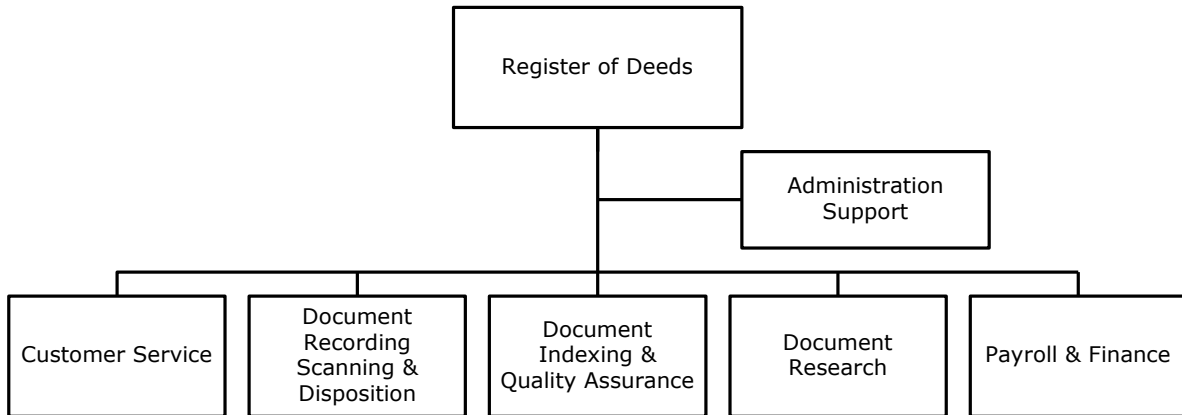 Register of Deeds
Administration
Support
Customer Service
Document
Recording
Scanning &
Disposition
Document
Indexing &
Quality Assurance
Document
Research
Payroll & Finance